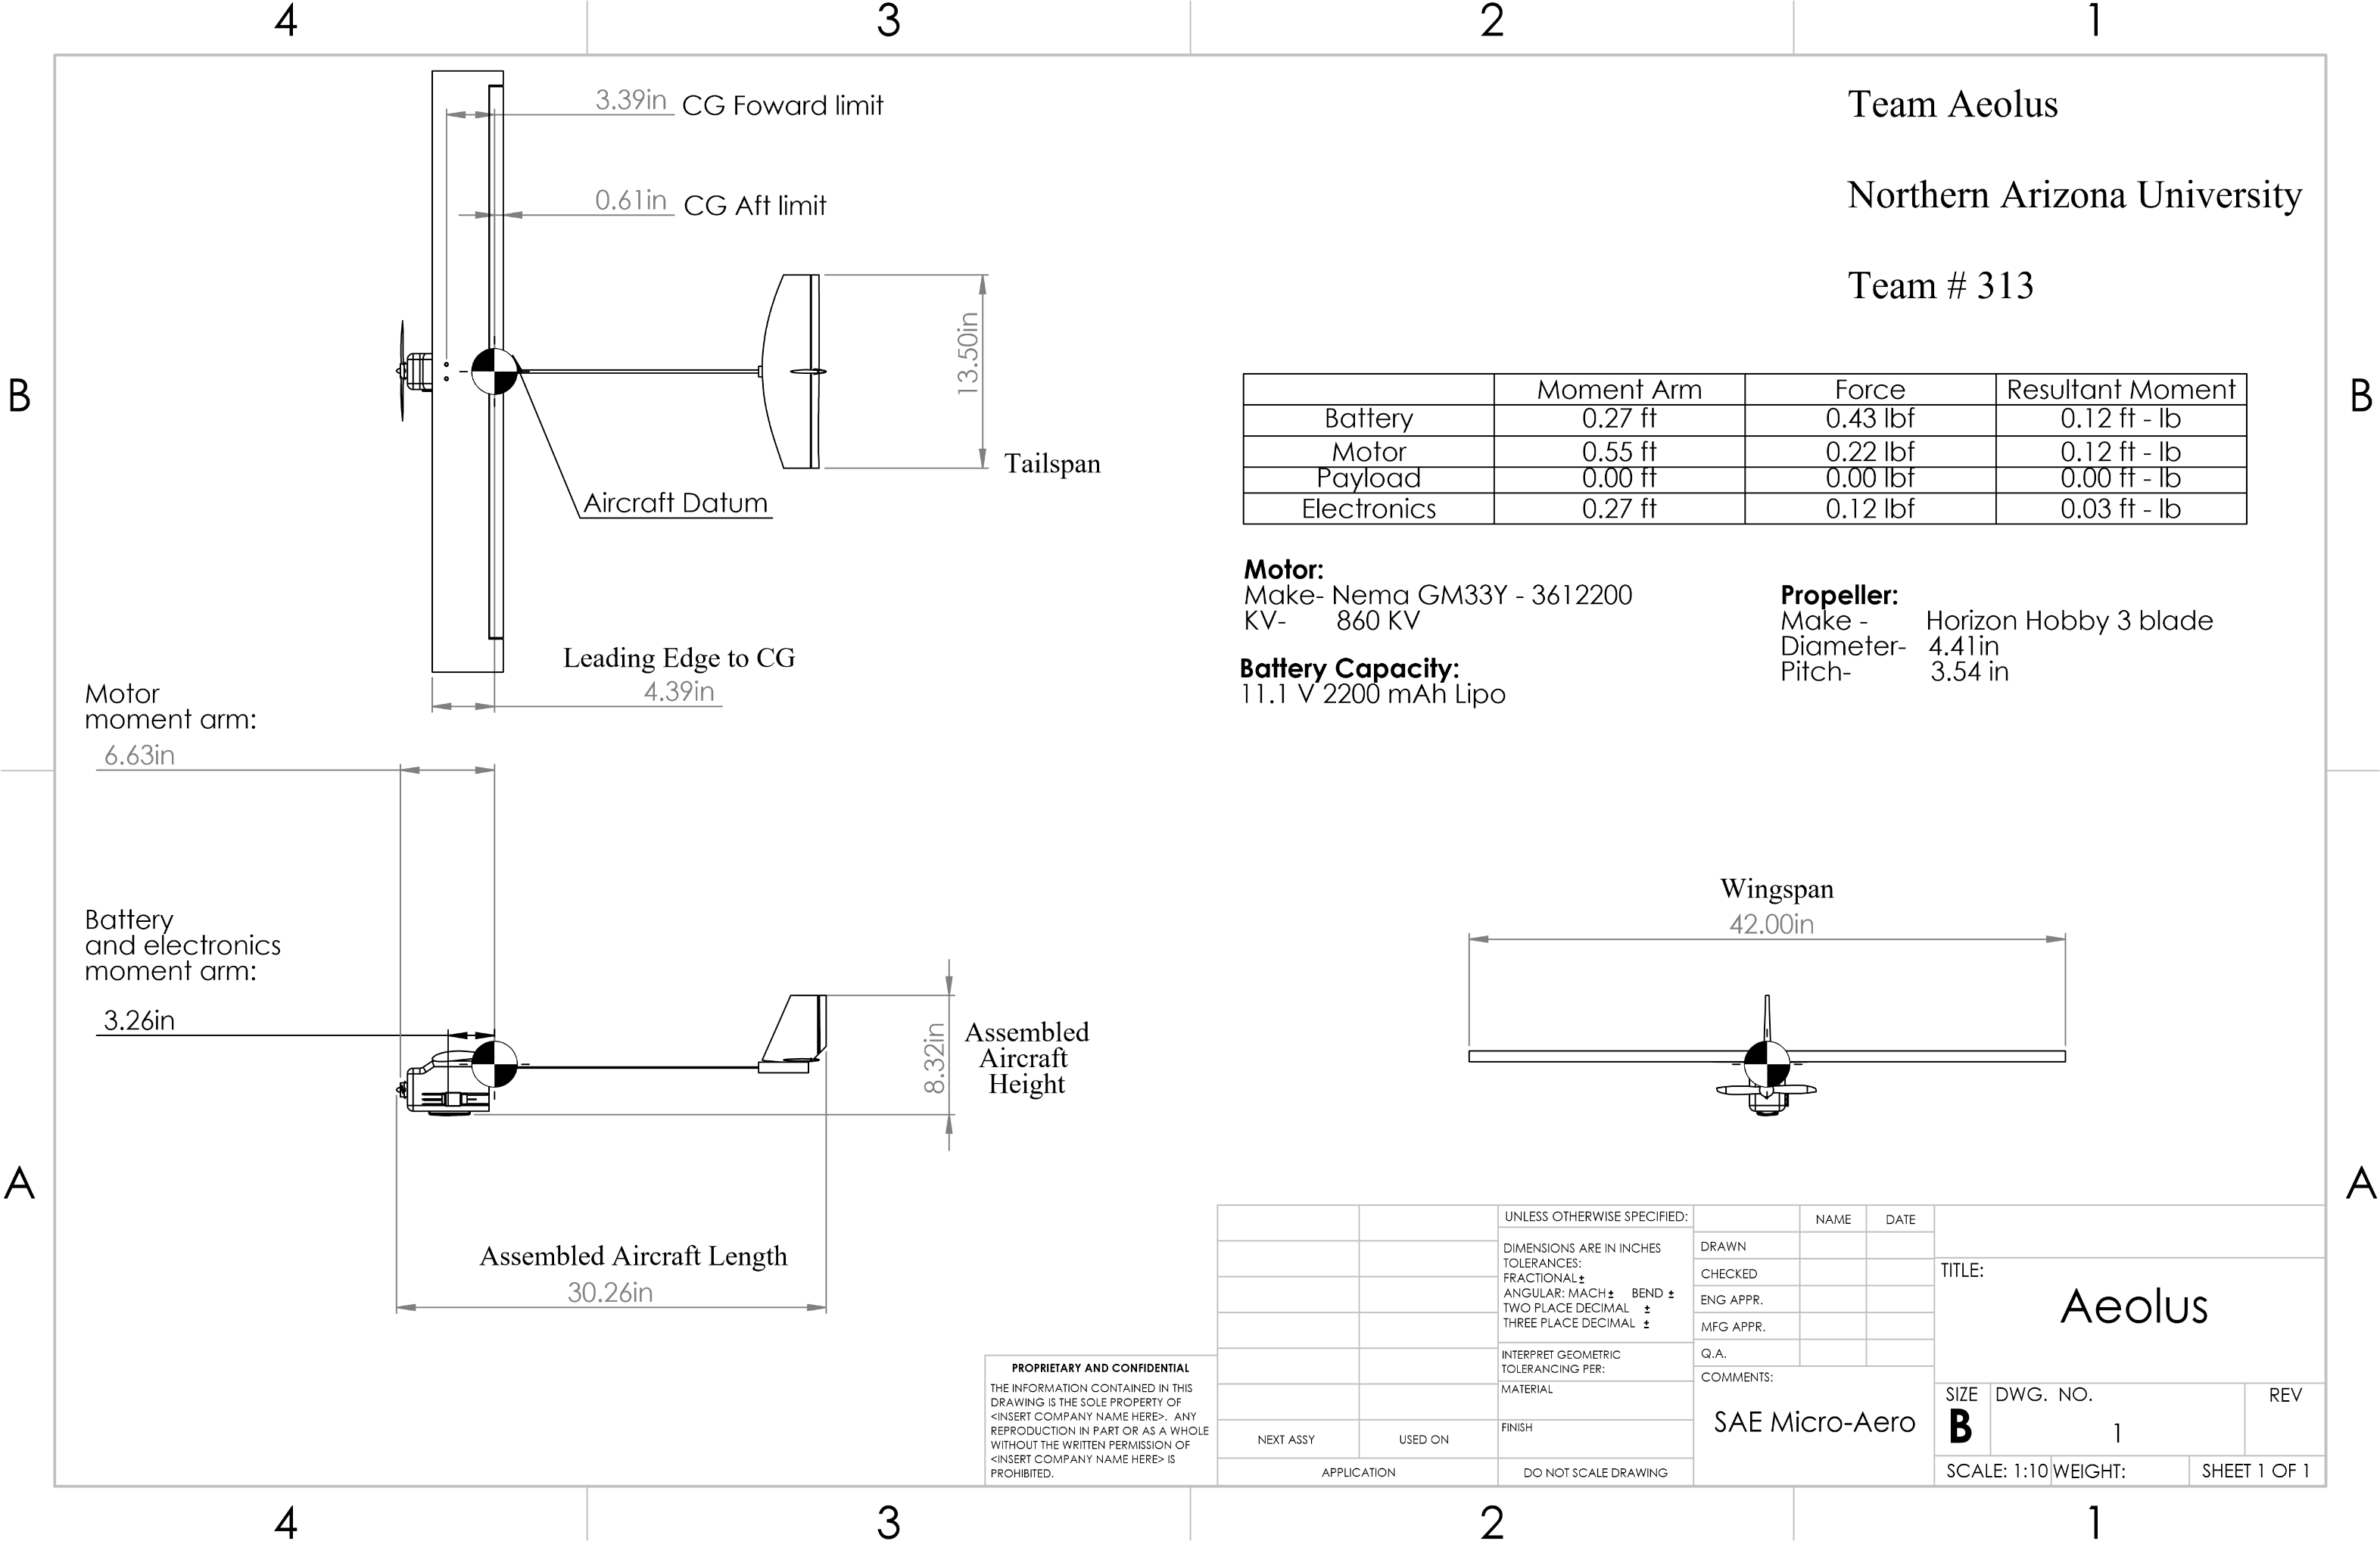 4 3 2 1
3.39in CG Foward limit
0.61in CG Aft limit
13.50in
Tailspan
Aircraft Datum
Leading Edge to CG
4.39in
Team Aeolus
Northern Arizona University
Team # 313
B B
Moment Arm Force Resultant Moment
Battery 0.27 ft 0.43 lbf 0.12 ft - lb
Motor 0.55 ft 0.22 lbf 0.12 ft - lb
Payload 0.00 ft 0.00 lbf 0.00 ft - lb
Electronics 0.27 ft 0.12 lbf 0.03 ft - lb
Motor:
Make- Nema GM33Y - 3612200
KV- 860 KV
Battery Capacity:
11.1 V 2200 mAh Lipo
Propeller:
Make - Horizon Hobby 3 blade
Diameter- 4.41in
Pitch- 3.54 in
Motor
moment arm:
6.63in
Battery
and electronics
moment arm:
3.26in
8.32in
Assembled
Aircraft
Height
Assembled Aircraft Length
30.26in
Wingspan
42.00in
A A
PROPRIETARY AND CONFIDENTIAL
THE INFORMATION CONTAINED IN THIS
DRAWING IS THE SOLE PROPERTY OF
<INSERT COMPANY NAME HERE>. ANY
REPRODUCTION IN PART OR AS A WHOLE
WITHOUT THE WRITTEN PERMISSION OF
<INSERT COMPANY NAME HERE> IS
PROHIBITED.
NEXT ASSY USED ON
APPLICATION
UNLESS OTHERWISE SPECIFIED:
DIMENSIONS ARE IN INCHES
TOLERANCES:
FRACTIONAL±
ANGULAR: MACH± BEND ±
TWO PLACE DECIMAL ±
THREE PLACE DECIMAL ±
INTERPRET GEOMETRIC
TOLERANCING PER:
MATERIAL
FINISH
DO NOT SCALE DRAWING
NAME DATE
DRAWN
CHECKED
ENG APPR.
MFG APPR.
Q.A.
COMMENTS:
SAE Micro-Aero
TITLE:
Aeolus
SIZE DWG. NO. REV
B 1
SCALE: 1:10 WEIGHT: SHEET 1 OF 1
4 3 2 1